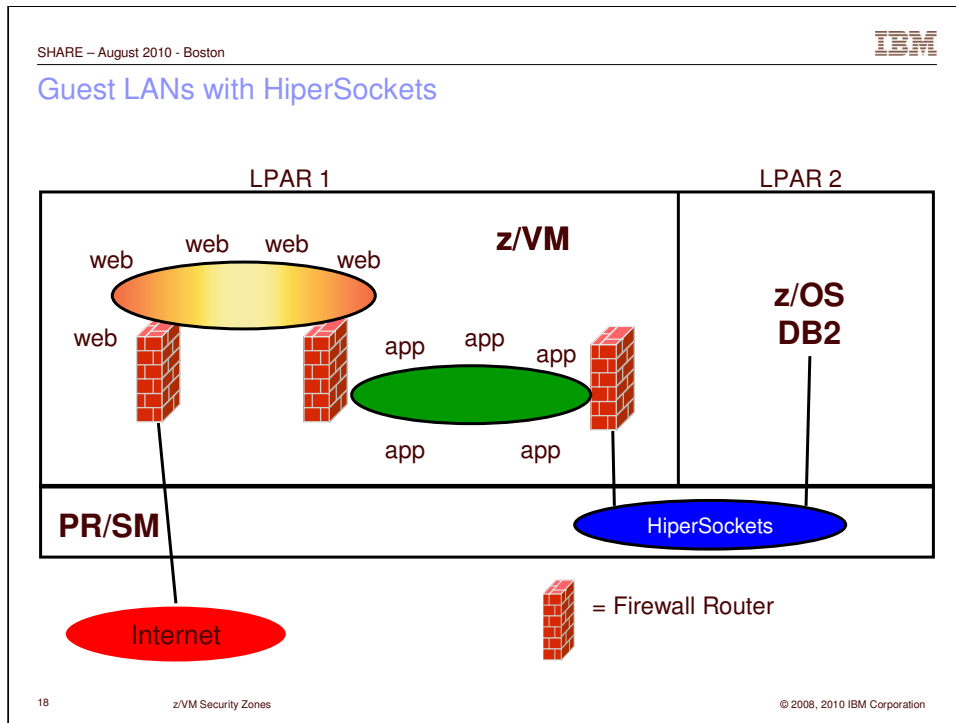 SHARE – August 2010 - Boston
IBM
Guest LANs with HiperSockets
LPAR 1
LPAR 2
web
web
web
web
web
z/VM
z/OS
DB2
app
app
app
app
app
PR/SM
HiperSockets
Internet
= Firewall Router
18
z/VM Security Zones
© 2008, 2010 IBM Corporation